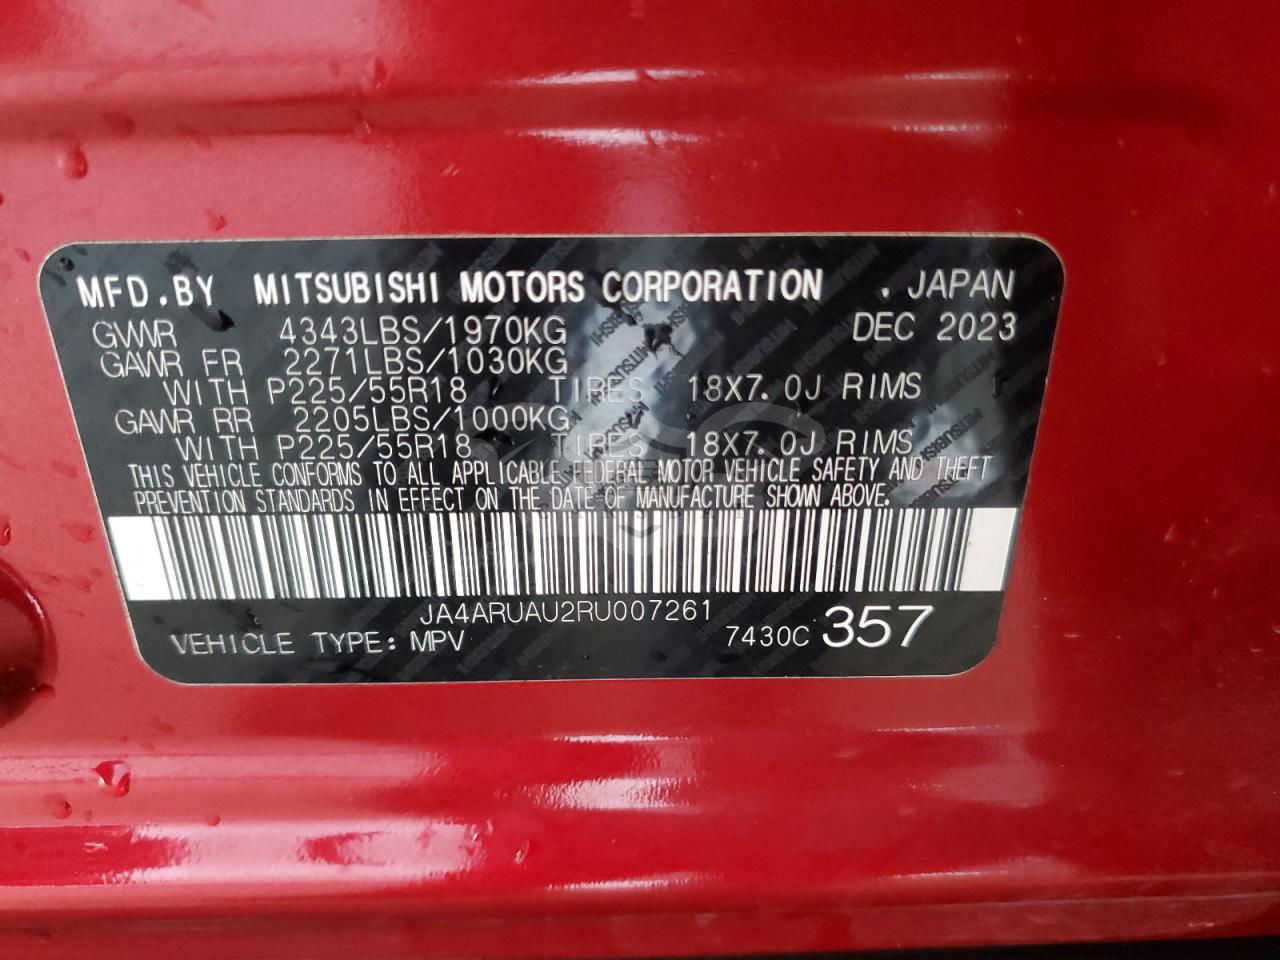 MFD.BY MITSUBISHI MOTORS CORPORATION . JAPAN
GVWR 4343LBS/1970KG DEC 2023
GAWR FR 2271LBS/1030KG
WITH P225/55R18 TIRES 18X7.0J RIMS
GAWR RR 2205LBS/1000KG
WITH P225/55R18 TIRES 18X7.0J RIMS
THIS VEHICLE CONFORMS TO ALL APPLICABLE FEDERAL MOTOR VEHICLE SAFETY AND THEFT
PREVENTION STANDARDS IN EFFECT ON THE DATE OF MANUFACTURE SHOWN ABOVE.
JA4ARUAU2RU007261
VEHICLE TYPE: MPV 7430C 357